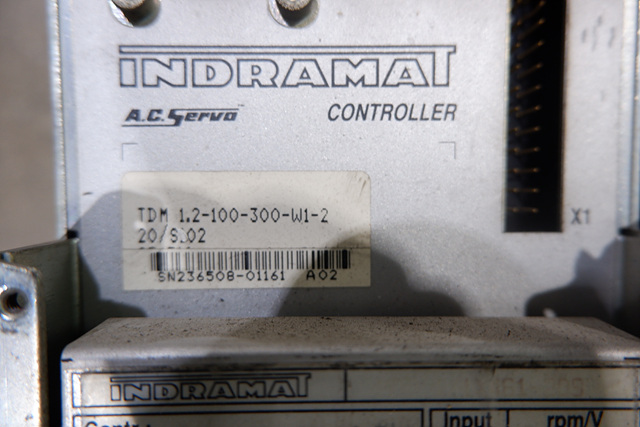 INDRAMAT
A.C. Servo CONTROLLER
TDM 1.2-100-300-W1-2
20/S.02
SN236508-01161 A02
X1
INDRAMAT
Input rpm/V